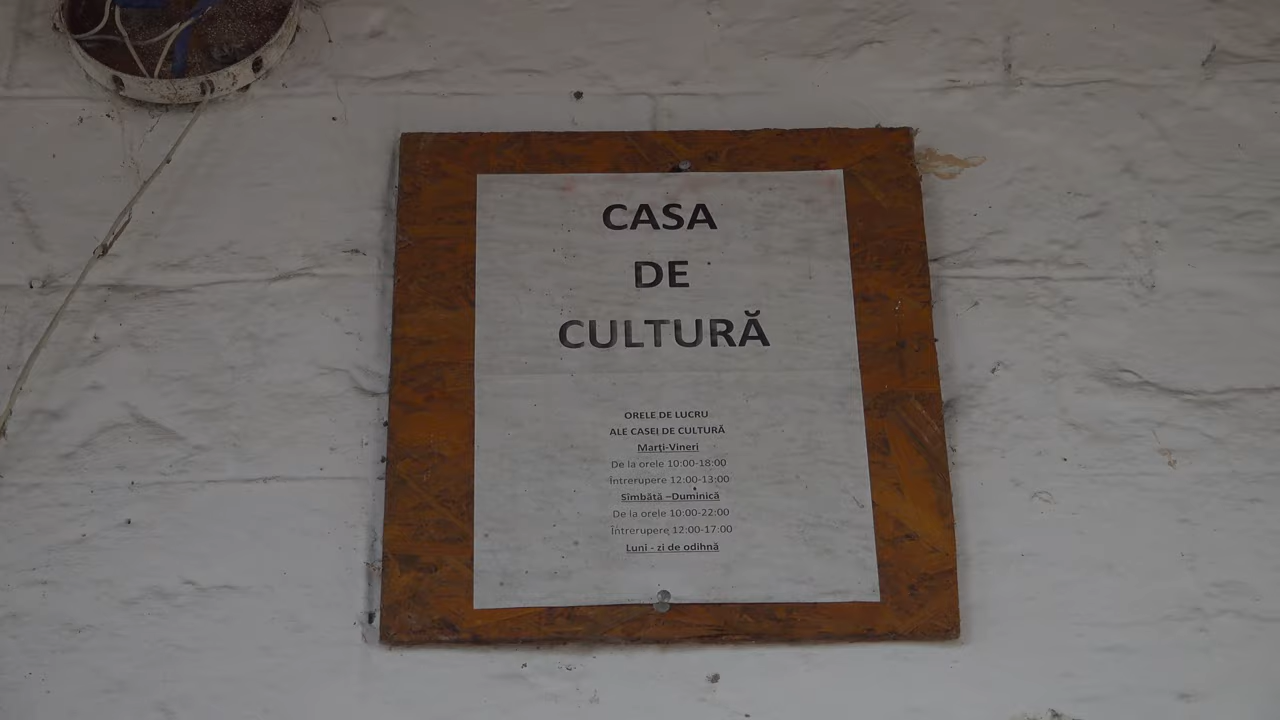 CASA
DE
CULTURĂ
ORELE DE LUCRU
ALE CASEI DE CULTURĂ
Marţi-Vineri
De la orele 10:00-18:00
Întrerupere 12:00-13:00
Sîmbătă –Duminică
De la orele 10:00-22:00
Întrerupere 12:00-17:00
Luni - zi de odihnă